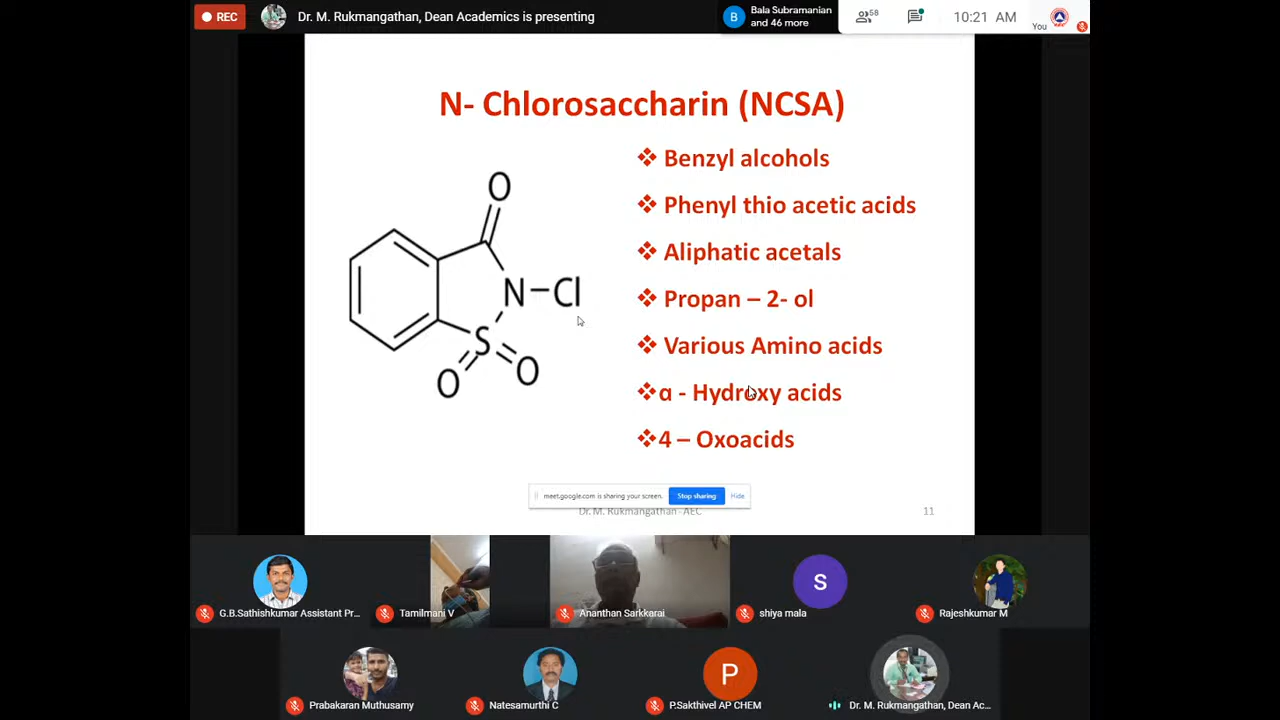 REC
Dr. M. Rukmangathan, Dean Academics is presenting
B
Bala Subramanian
and 46 more
58
10:21 AM
You
N- Chlorosaccharin (NCSA)
O
N – Cl
S
O
O
❖ Benzyl alcohols
❖ Phenyl thio acetic acids
❖ Aliphatic acetals
❖ Propan – 2- ol
❖ Various Amino acids
❖α - Hydroxy acids
❖4 – Oxoacids
meet.google.com is sharing your screen.
Stop sharing
Hide
Dr. M. Rukmangathan - AEC
11
G.B.Sathishkumar Assistant Pr...
Tamilmani V
Ananthan Sarkkarai
s
shiya mala
Rajeshkumar M
Prabakaran Muthusamy
Natesamurthi C
P
P.Sakthivel AP CHEM
Dr. M. Rukmangathan, Dean Ac...